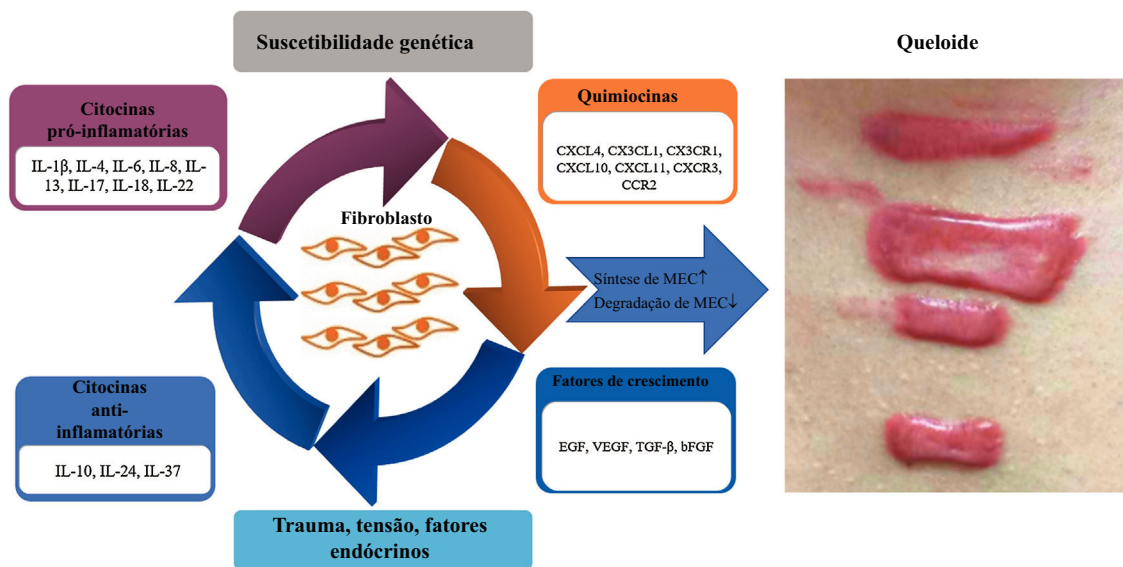 Suscetibilidade genética
Queloide
Citocinas
pró-inflamatórias
IL-1β, IL-4, IL-6, IL-8, IL-
13, IL-17, IL-18, IL-22
Quimiocinas
CXCL4, CX3CL1, CX3CR1,
CXCL10, CXCL11, CXCR3,
CCR2
Fibroblasto
Síntese de MEC↑
Degradação de MEC↓
Citocinas
anti-
inflamatórias
IL-10, IL-24, IL-37
Fatores de crescimento
EGF, VEGF, TGF-β, bFGF
Trauma, tensão, fatores
endócrinos